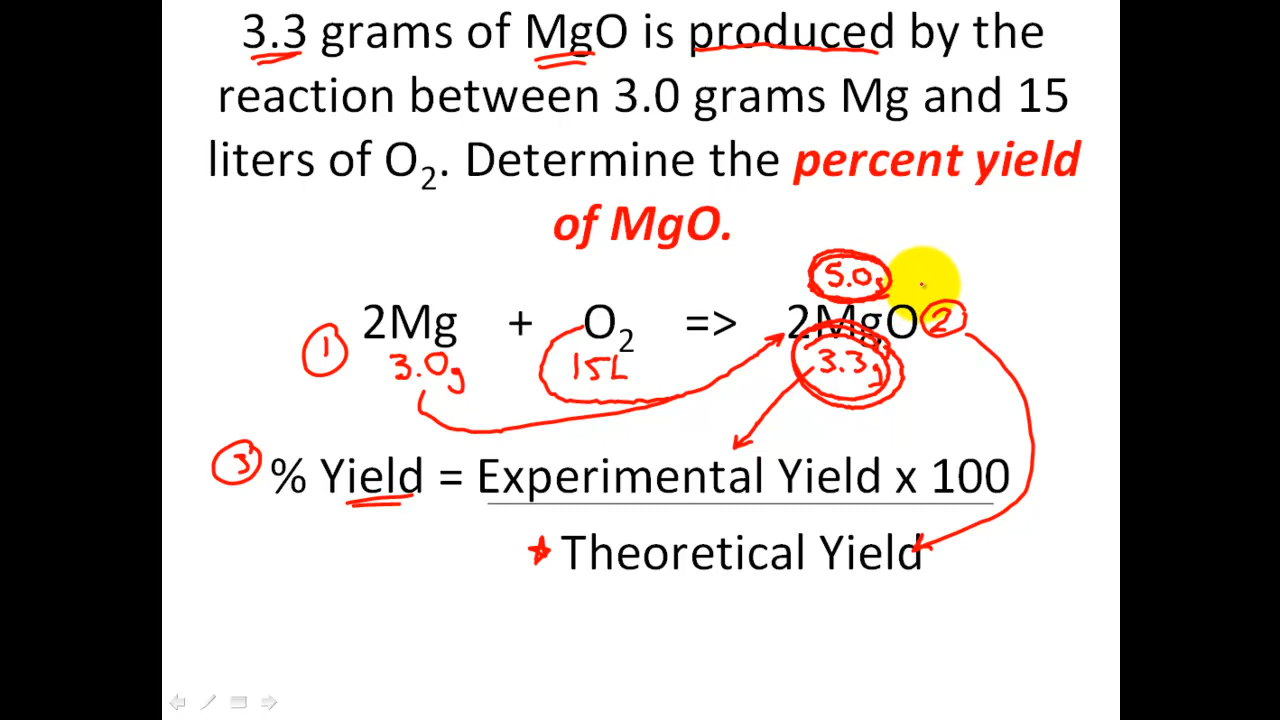 3.3 grams of MgO is produced by the
reaction between 3.0 grams Mg and 15
liters of O₂. Determine the percent yield
of MgO.
5.0g
2Mg + O₂ => 2MgO 2
1 3.0g 15L 3.3g
3 % Yield = Experimental Yield x 100
Theoretical Yield